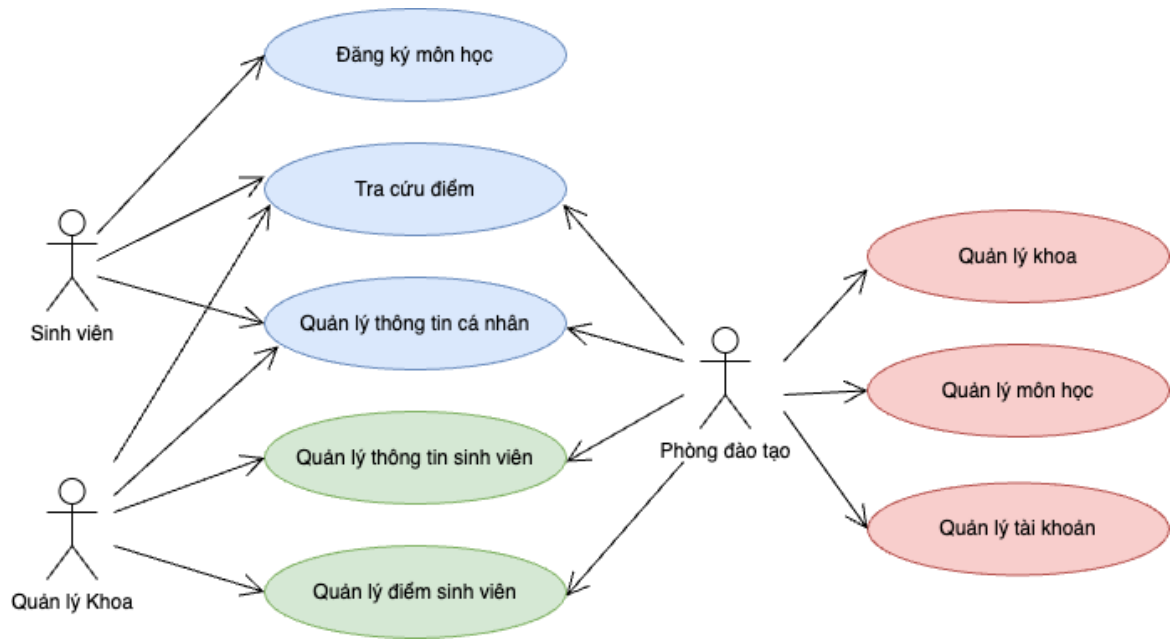 Đăng ký môn học
Tra cứu điểm
Quản lý khoa
Sinh viên
Quản lý thông tin cá nhân
Quản lý môn học
Phòng đào tạo
Quản lý thông tin sinh viên
Quản lý tài khoản
Quản lý điểm sinh viên
Quản lý Khoa